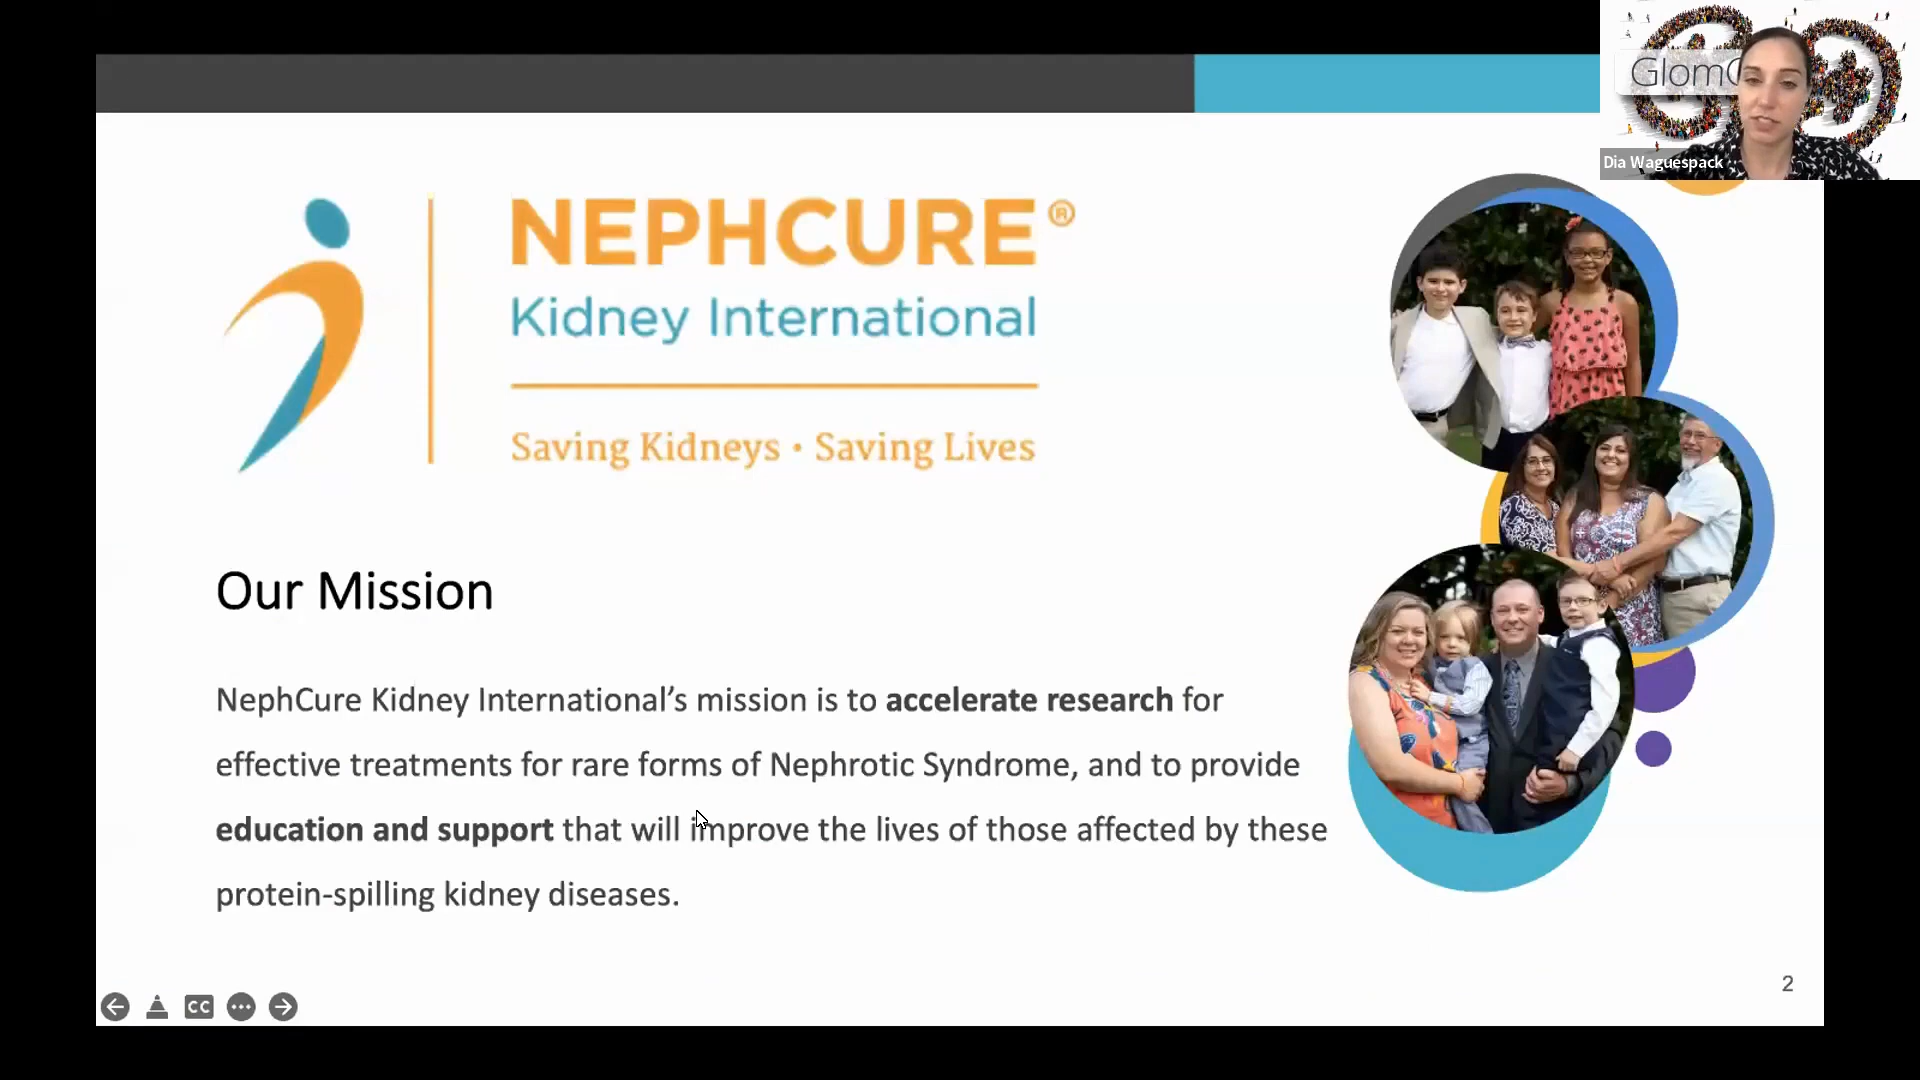 Glom
Dia Waguespack
NEPHCURE®
Kidney International
Saving Kidneys • Saving Lives
Our Mission
NephCure Kidney International’s mission is to accelerate research for
effective treatments for rare forms of Nephrotic Syndrome, and to provide
education and support that will improve the lives of those affected by these
protein-spilling kidney diseases.
2
CC